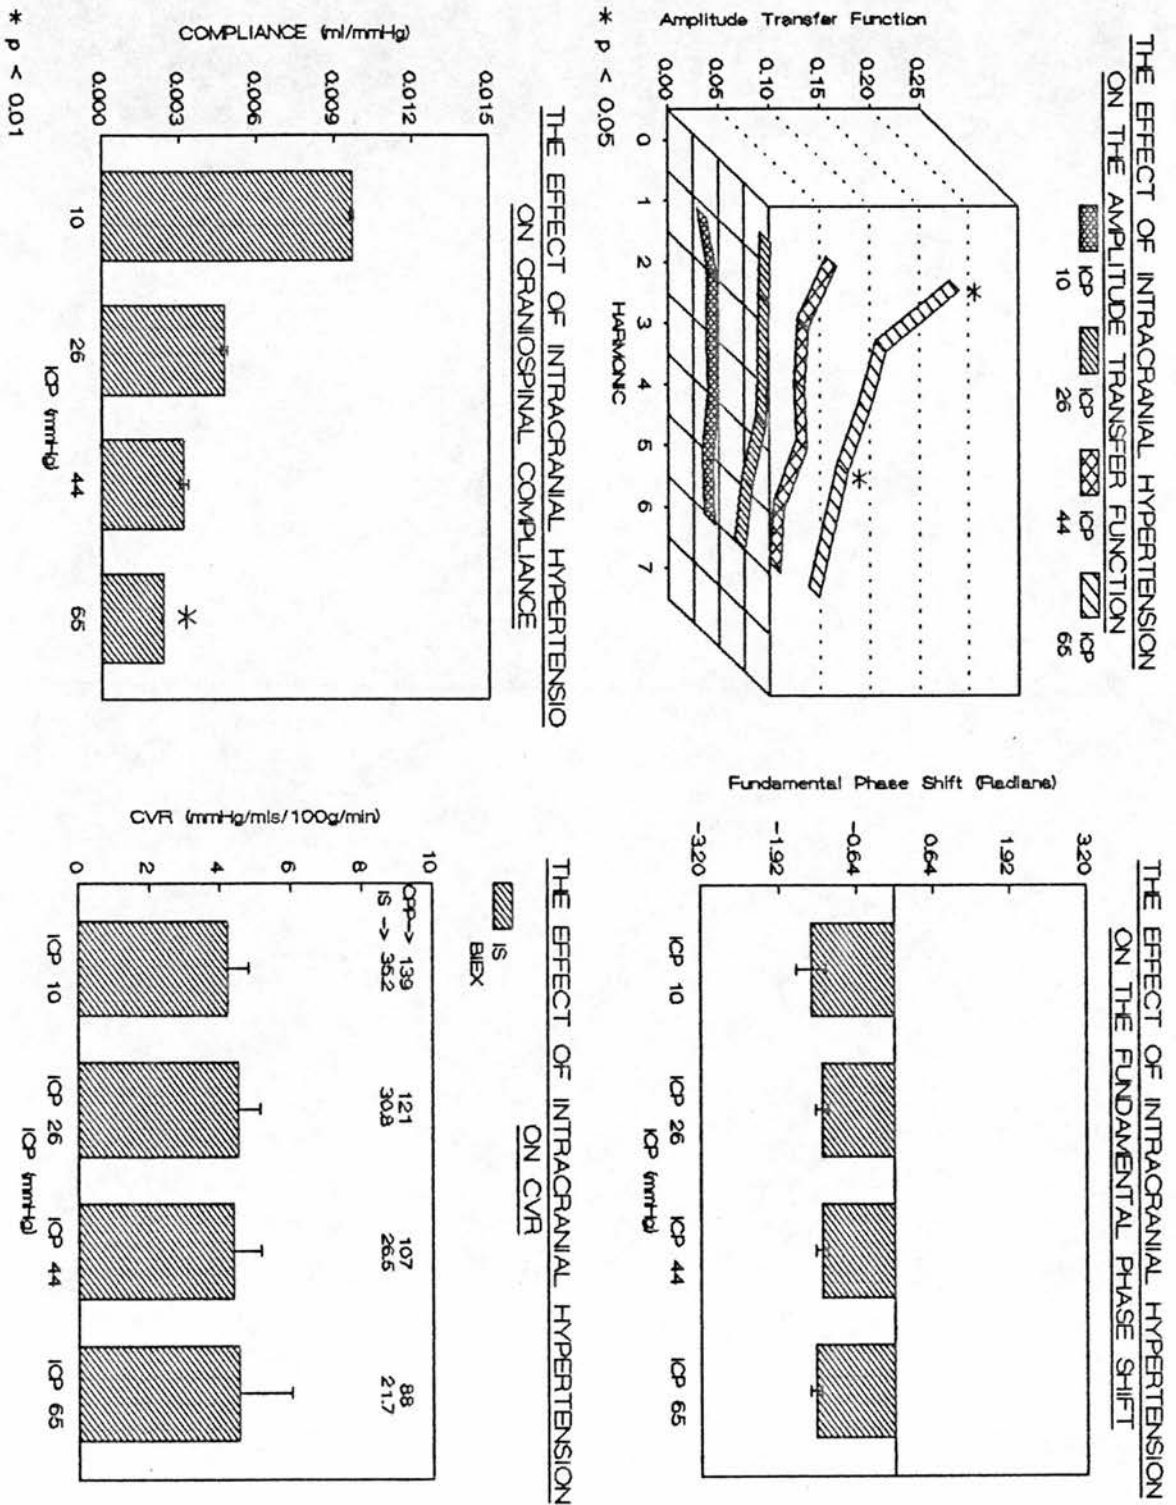 THE EFFECT OF INTRACRANIAL HYPERTENSION
ON THE AMPLITUDE TRANSFER FUNCTION
ICP 10
ICP 26
ICP 44
ICP 65
Amplitude Transfer Function
0.25
0.20
0.15
0.10
0.05
0.00
*
*
0 1 2 3 4 5 6 7
HARMONIC
* p < 0.05
THE EFFECT OF INTRACRANIAL HYPERTENSION
ON THE FUNDAMENTAL PHASE SHIFT
Fundamental Phase Shift (Radians)
3.20
1.92
0.64
-0.64
-1.92
-3.20
ICP 10 ICP 26 ICP 44 ICP 65
ICP (mmHg)
THE EFFECT OF INTRACRANIAL HYPERTENSIO
ON CRANIOSPINAL COMPLIANCE
COMPLIANCE (ml/mmHg)
0.015
0.012
0.009
0.006
0.003
0.000
*
10 26 44 65
ICP (mmHg)
* p < 0.01
THE EFFECT OF INTRACRANIAL HYPERTENSION
ON CVR
IS
BIEX
CVR (mmHg/mls/100g/min)
10
8
6
4
2
0
CPP-> 139 121 107 88
IS -> 35.2 30.8 26.5 21.7
ICP 10 ICP 26 ICP 44 ICP 65
ICP (mmHg)